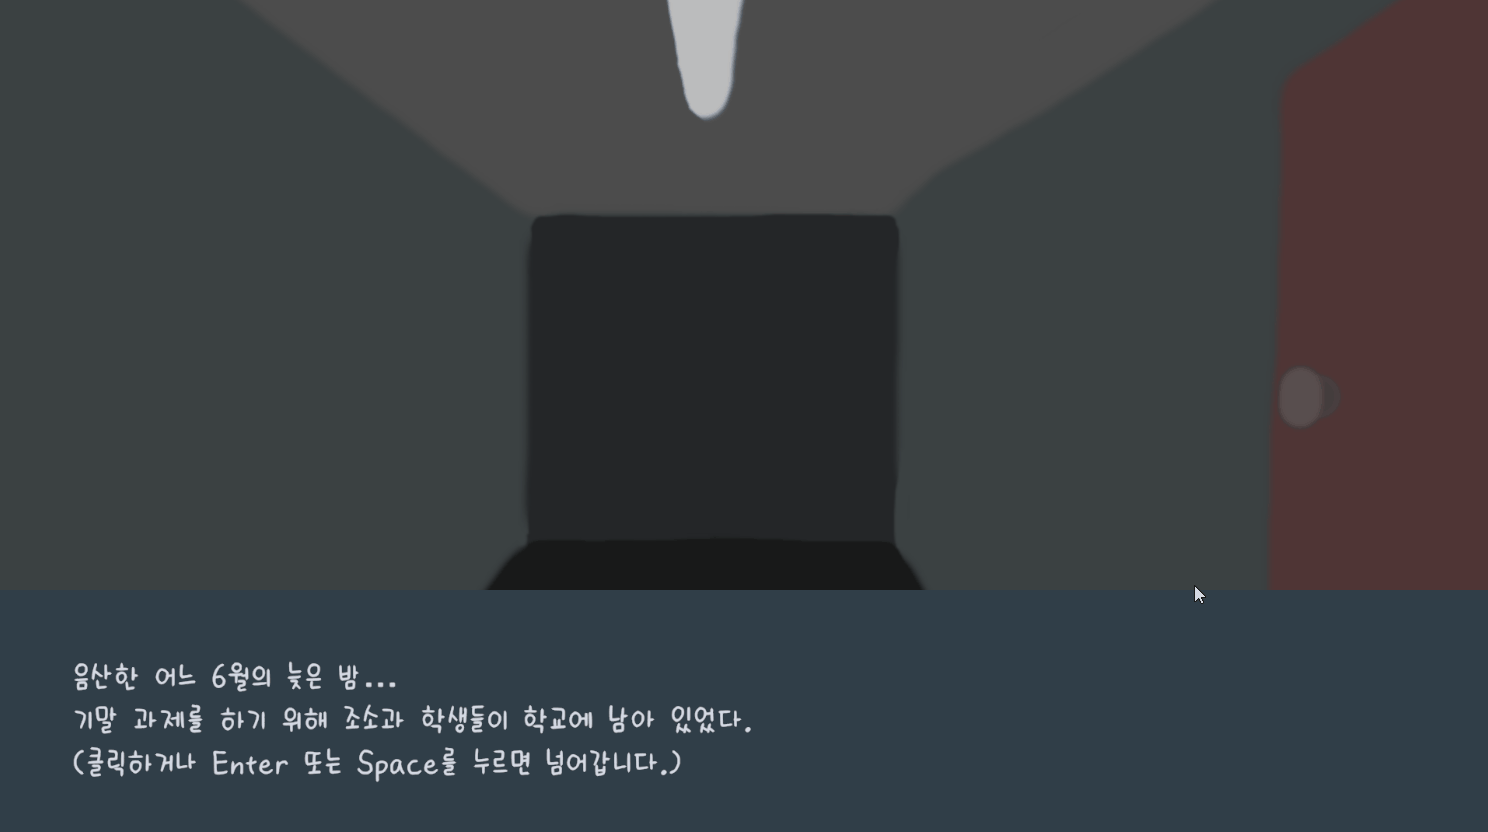 음산한 어느 6월의 늦은 밤...
기말 과제를 하기 위해 조소과 학생들이 학교에 남아 있었다.
(클릭하거나 Enter 또는 Space를 누르면 넘어갑니다.)